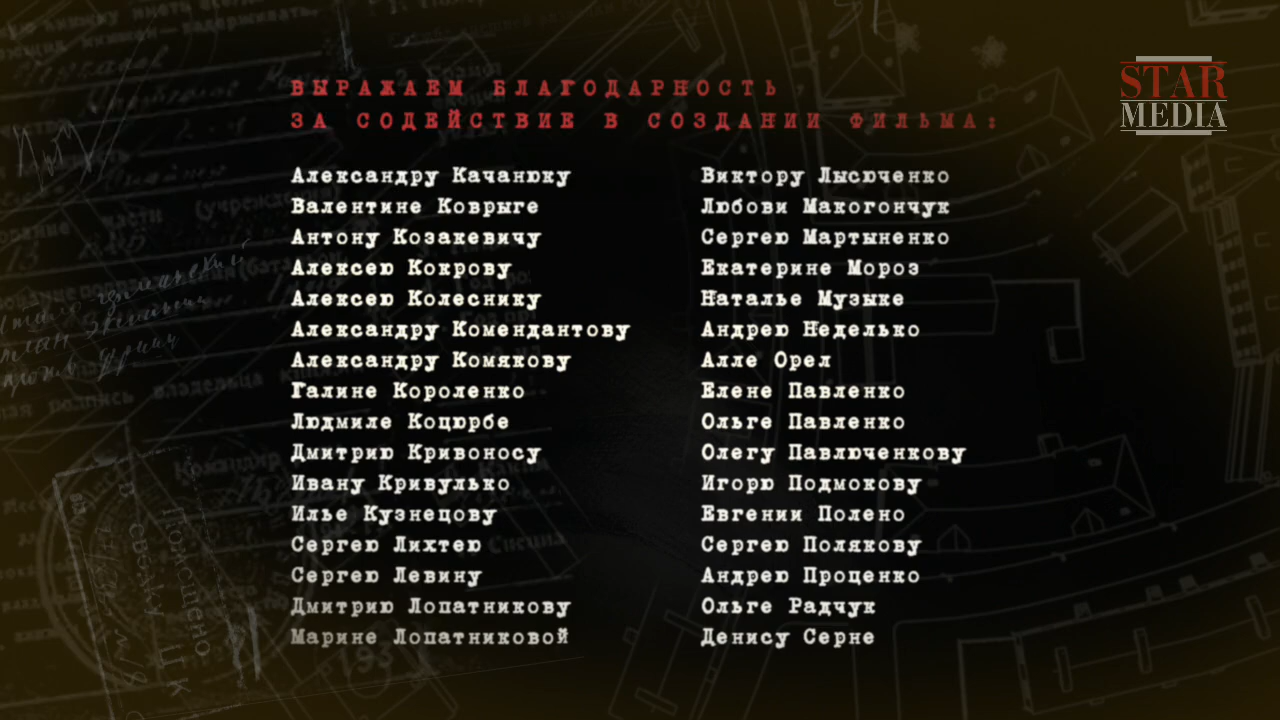 ВЫРАЖАЕМ БЛАГОДАРНОСТЬ
ЗА СОДЕЙСТВИЕ В СОЗДАНИИ ФИЛЬМА:
STAR
MEDIA
Александру Качанюку
Валентине Коврыге
Антону Козакевичу
Алексею Кокрову
Алексею Колеснику
Александру Комендантову
Александру Комякову
Галине Короленко
Людмиле Коцюрбе
Дмитрию Кривоносу
Ивану Кривулько
Илье Кузнецову
Сергею Лихтею
Сергею Левину
Дмитрию Лопатникову
Марине Лопатниковой
Виктору Лысюченко
Любови Макогончук
Сергею Мартыненко
Екатерине Мороз
Наталье Музыке
Андрею Неделько
Алле Орел
Елене Павленко
Ольге Павленко
Олегу Павлюченкову
Игорю Подмокову
Евгении Полено
Сергею Полякову
Андрею Проценко
Ольге Радчук
Денису Серне